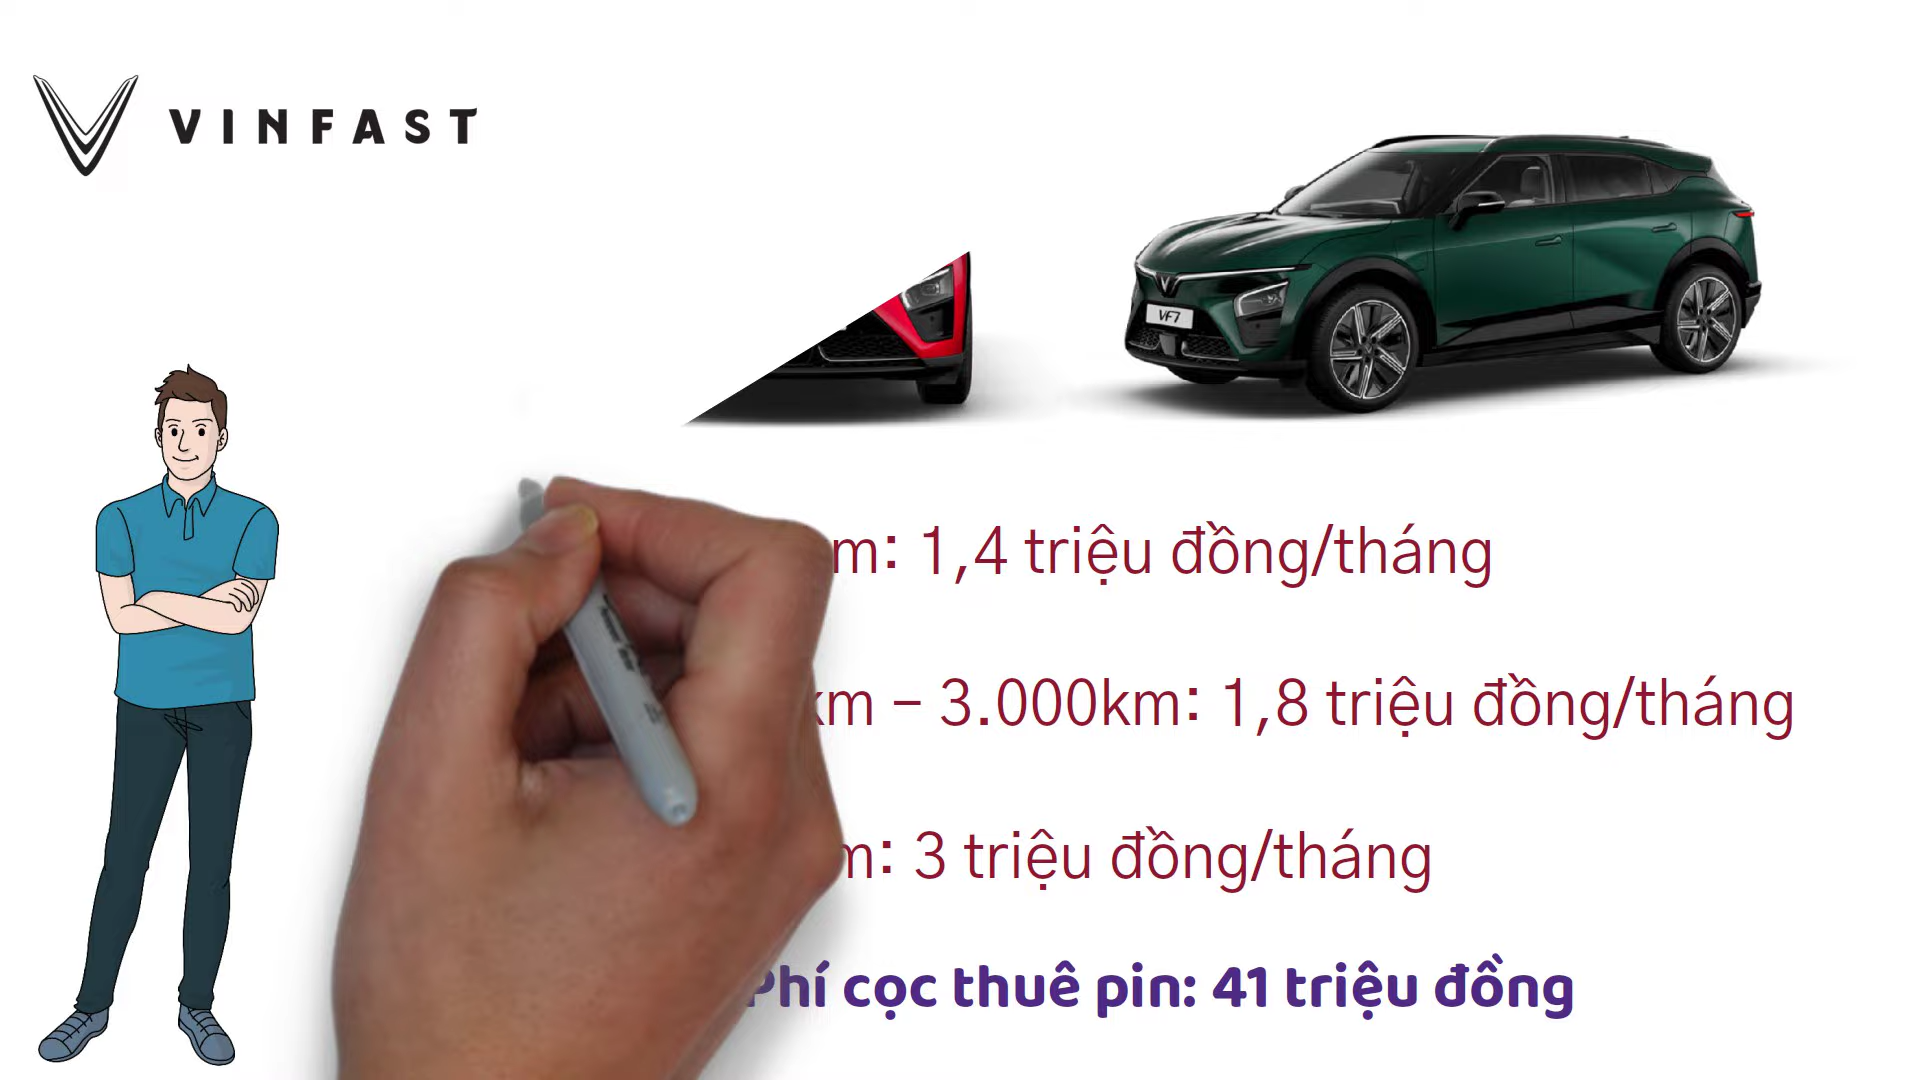 VINFAST
VF7
m: 1,4 triệu đồng/tháng
km - 3.000km: 1,8 triệu đồng/tháng
m: 3 triệu đồng/tháng
Phí cọc thuê pin: 41 triệu đồng